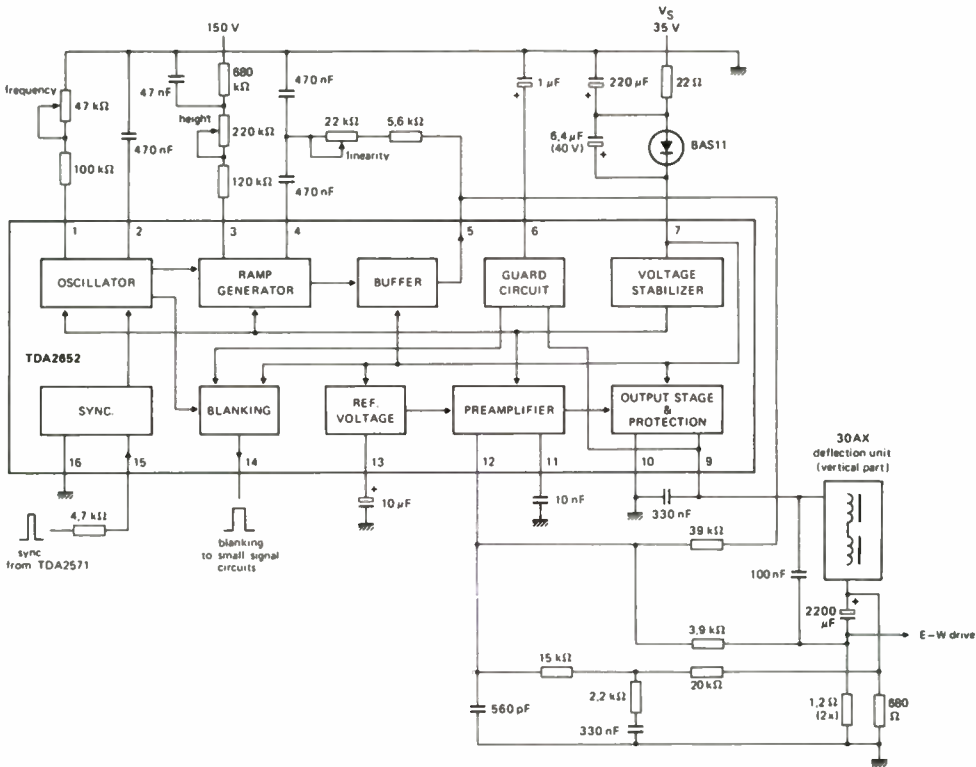 V_S
150 V 35 V
frequency
47 kΩ
100 kΩ
470 nF
47 nF
680 kΩ
height
220 kΩ
120 kΩ
470 nF
22 kΩ
linearity
5,6 kΩ
470 nF
1 µF
+
220 µF
+
22 Ω
6,4 µF
(40 V)
+
BAS11
1 2 3 4 5 6 7
OSCILLATOR
RAMP
GENERATOR
BUFFER
GUARD
CIRCUIT
VOLTAGE
STABILIZER
TDA2652
SYNC.
BLANKING
REF.
VOLTAGE
PREAMPLIFIER
OUTPUT STAGE
&
PROTECTION
16 15 14 13 12 11 10 9
30AX
deflection unit
(vertical part)
4,7 kΩ
sync
from TDA2571
blanking
to small signal
circuits
+
10 µF
10 nF
330 nF
39 kΩ
100 nF
2200
µF
+
E–W drive
3,9 kΩ
15 kΩ
20 kΩ
2,2 kΩ
560 pF
330 nF
1,2 Ω
(2x)
680
Ω